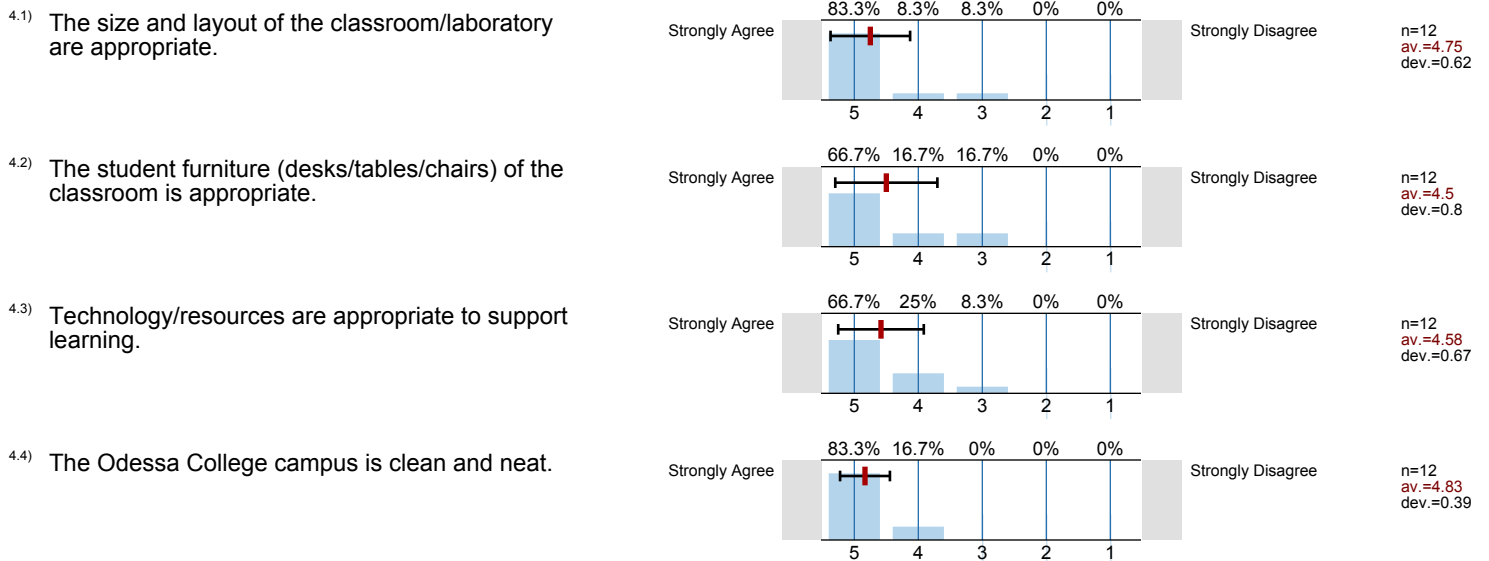 4.1) The size and layout of the classroom/laboratory
are appropriate.
83.3% 8.3% 8.3% 0% 0%
Strongly Agree
Strongly Disagree
n=12
av.=4.75
dev.=0.62
5 4 3 2 1
4.2) The student furniture (desks/tables/chairs) of the
classroom is appropriate.
66.7% 16.7% 16.7% 0% 0%
Strongly Agree
Strongly Disagree
n=12
av.=4.5
dev.=0.8
5 4 3 2 1
4.3) Technology/resources are appropriate to support
learning.
66.7% 25% 8.3% 0% 0%
Strongly Agree
Strongly Disagree
n=12
av.=4.58
dev.=0.67
5 4 3 2 1
4.4) The Odessa College campus is clean and neat.
83.3% 16.7% 0% 0% 0%
Strongly Agree
Strongly Disagree
n=12
av.=4.83
dev.=0.39
5 4 3 2 1